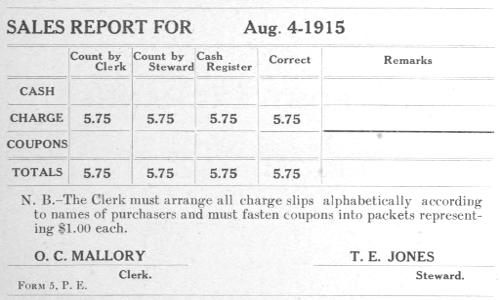 SALES REPORT FOR Aug. 4-1915
Count by Clerk Count by Steward Cash Register Correct Remarks
CASH
CHARGE 5.75 5.75 5.75 5.75
COUPONS
TOTALS 5.75 5.75 5.75 5.75
N. B.–The Clerk must arrange all charge slips alphabetically according
to names of purchasers and must fasten coupons into packets represent-
ing $1.00 each.
O. C. MALLORY T. E. JONES
Clerk. Steward.
FORM 5, P. E.